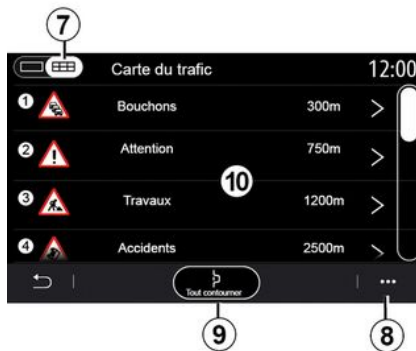 7
Carte du trafic 12:00
1 Bouchons 300m
2 Attention 750m
10
3 Travaux 1200m
4 Accidents 2500m
Tout contourner
9 8